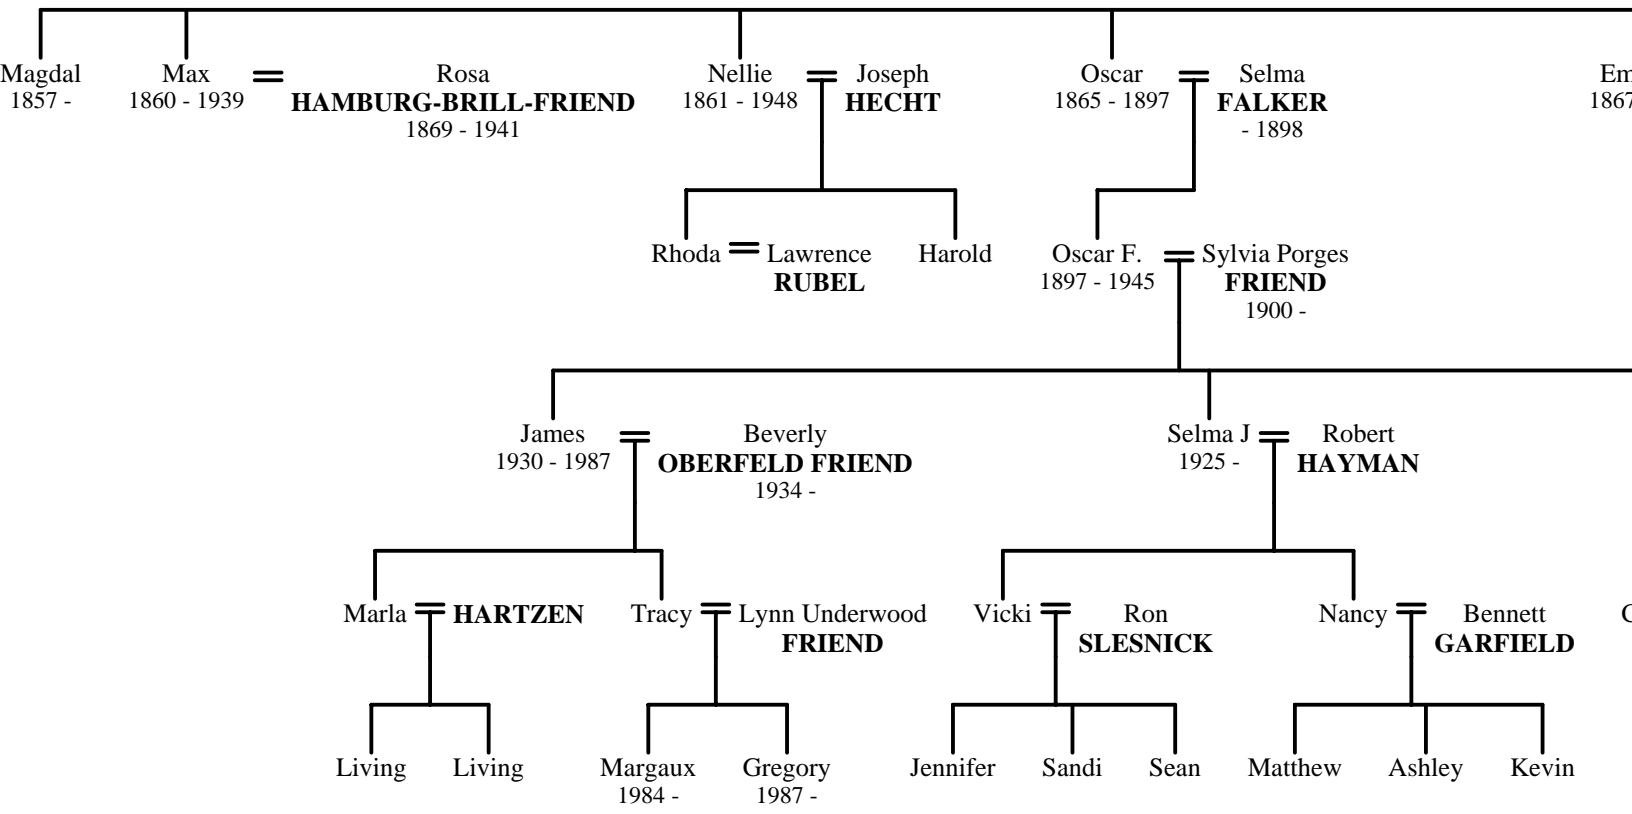 Magdal
1857 -
Max
1860 - 1939
Rosa
HAMBURG-BRILL-FRIEND
1869 - 1941
Nellie
1861 - 1948
Joseph
HECHT
Oscar
1865 - 1897
Selma
FALKER
- 1898
Em
1867
Rhoda
Lawrence
RUBEL
Harold
Oscar F.
1897 - 1945
Sylvia Porges
FRIEND
1900 -
James
1930 - 1987
Beverly
OBERFELD FRIEND
1934 -
Selma J
1925 -
Robert
HAYMAN
Marla
HARTZEN
Tracy
Lynn Underwood
FRIEND
Vicki
Ron
SLESNICK
Nancy
Bennett
GARFIELD
Living
Living
Margaux
1984 -
Gregory
1987 -
Jennifer
Sandi
Sean
Matthew
Ashley
Kevin